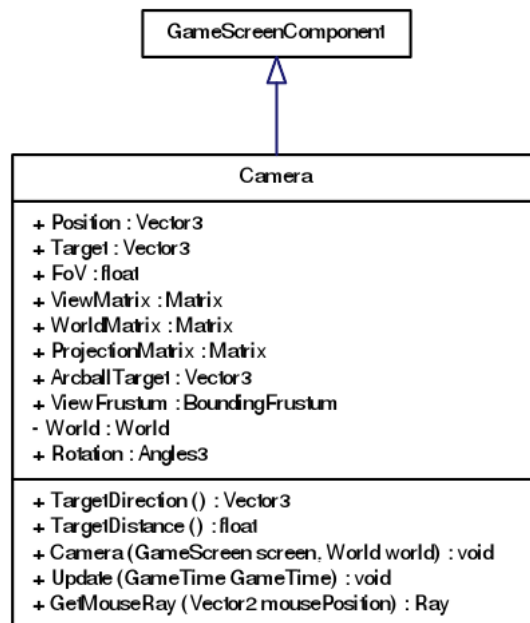 GameScreenComponent
Camera
+ Position : Vector3
+ Target : Vector3
+ FoV : float
+ ViewMatrix : Matrix
+ WorldMatrix : Matrix
+ ProjectionMatrix : Matrix
+ ArcballTarget : Vector3
+ ViewFrustum : BoundingFrustum
- World : World
+ Rotation : Angles3
+ TargetDirection () : Vector3
+ TargetDistance () : float
+ Camera (GameScreen screen, World world) : void
+ Update (GameTime GameTime) : void
+ GetMouseRay (Vector2 mousePosition) : Ray